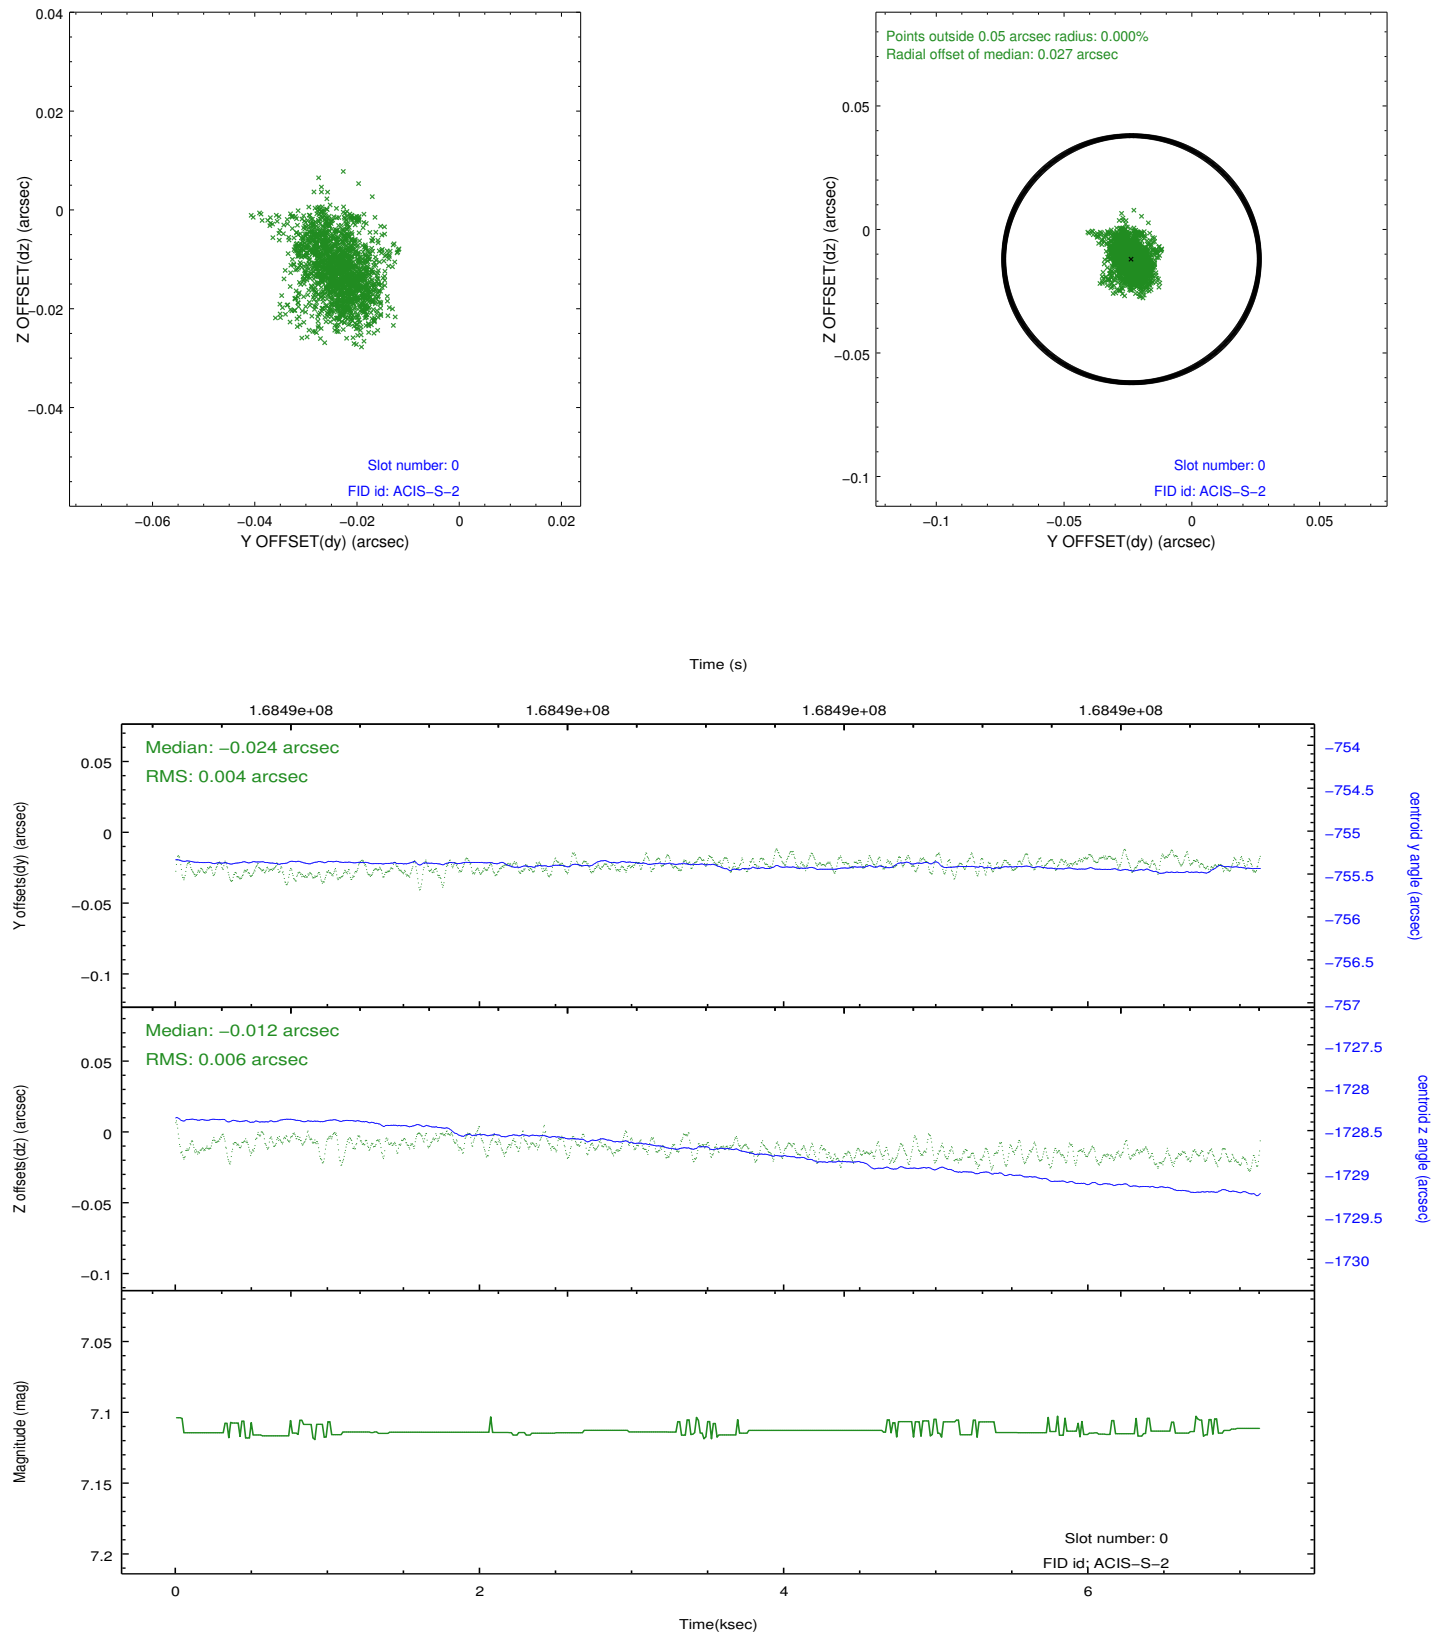 0.04
0.02
0
−0.02
−0.04
Z OFFSET(dz) (arcsec)
Slot number: 0
FID id: ACIS−S−2
−0.06
−0.04
−0.02
0
0.02
Y OFFSET(dy) (arcsec)
Points outside 0.05 arcsec radius: 0.000%
Radial offset of median: 0.027 arcsec
0.05
0
−0.05
−0.1
Z OFFSET(dz) (arcsec)
Slot number: 0
FID id: ACIS−S−2
−0.1
−0.05
0
0.05
Y OFFSET(dy) (arcsec)
Time (s)
1.6849e+08
1.6849e+08
1.6849e+08
1.6849e+08
Median: −0.024 arcsec
RMS: 0.004 arcsec
0.05
0
−0.05
−0.1
Y offsets(dy) (arcsec)
−754
−754.5
−755
−755.5
−756
−756.5
−757
centroid y angle (arcsec)
Median: −0.012 arcsec
RMS: 0.006 arcsec
0.05
0
−0.05
−0.1
Z offsets(dz) (arcsec)
−1727.5
−1728
−1728.5
−1729
−1729.5
−1730
centroid z angle (arcsec)
7.05
7.1
7.15
7.2
Magnitude (mag)
Slot number: 0
FID id: ACIS−S−2
0
2
4
6
Time(ksec)